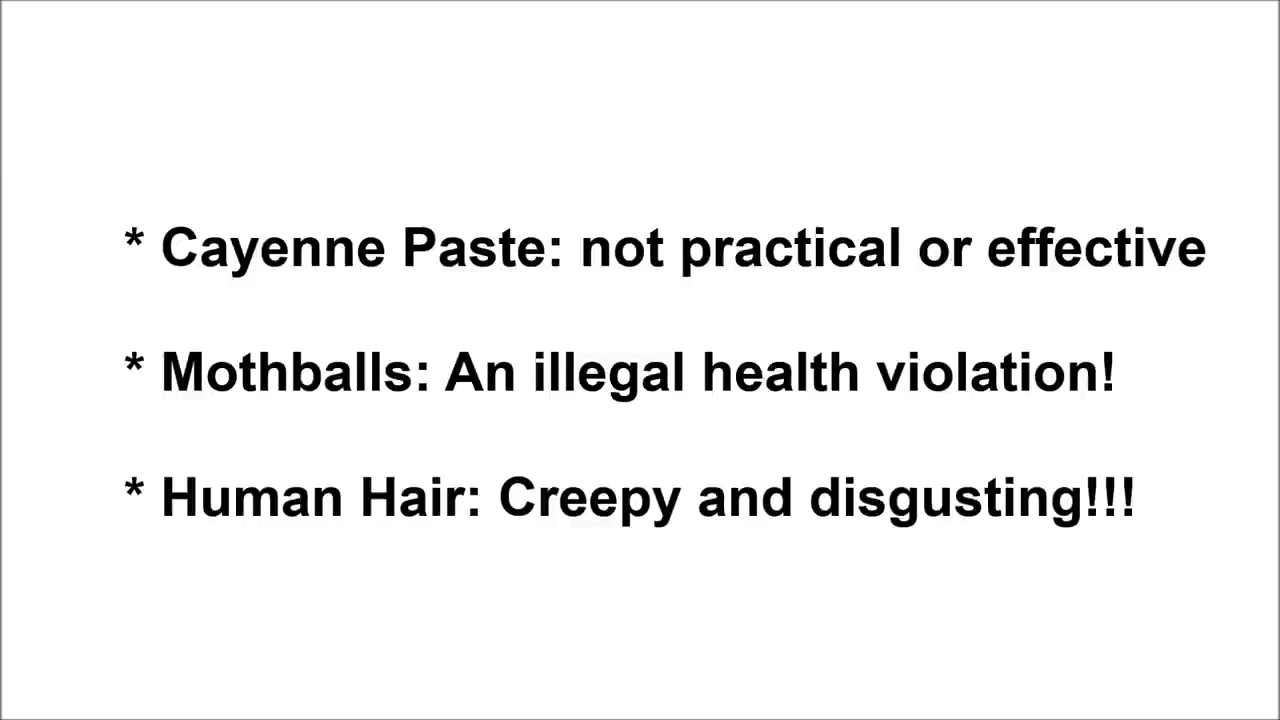 * Cayenne Paste: not practical or effective
* Mothballs: An illegal health violation!
* Human Hair: Creepy and disgusting!!!